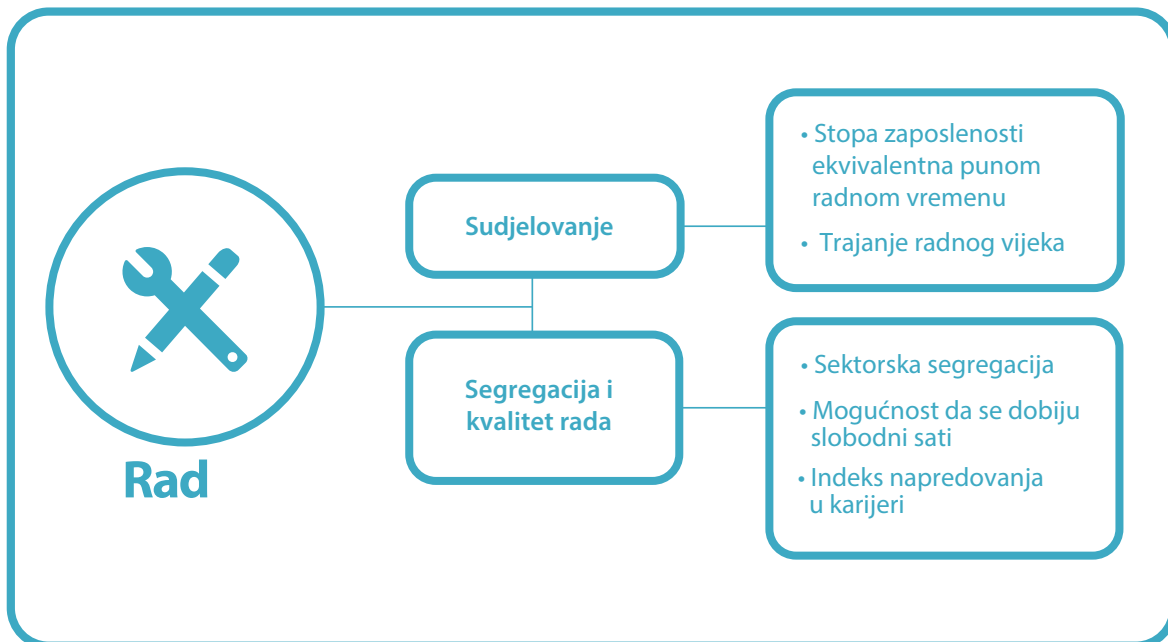 Rad
Sudjelovanje
• Stopa zaposlenosti
ekvivalentna punom
radnom vremenu
• Trajanje radnog vijeka
Segregacija i
kvalitet rada
• Sektorska segregacija
• Mogućnost da se dobiju
slobodni sati
• Indeks napredovanja
u karijeri